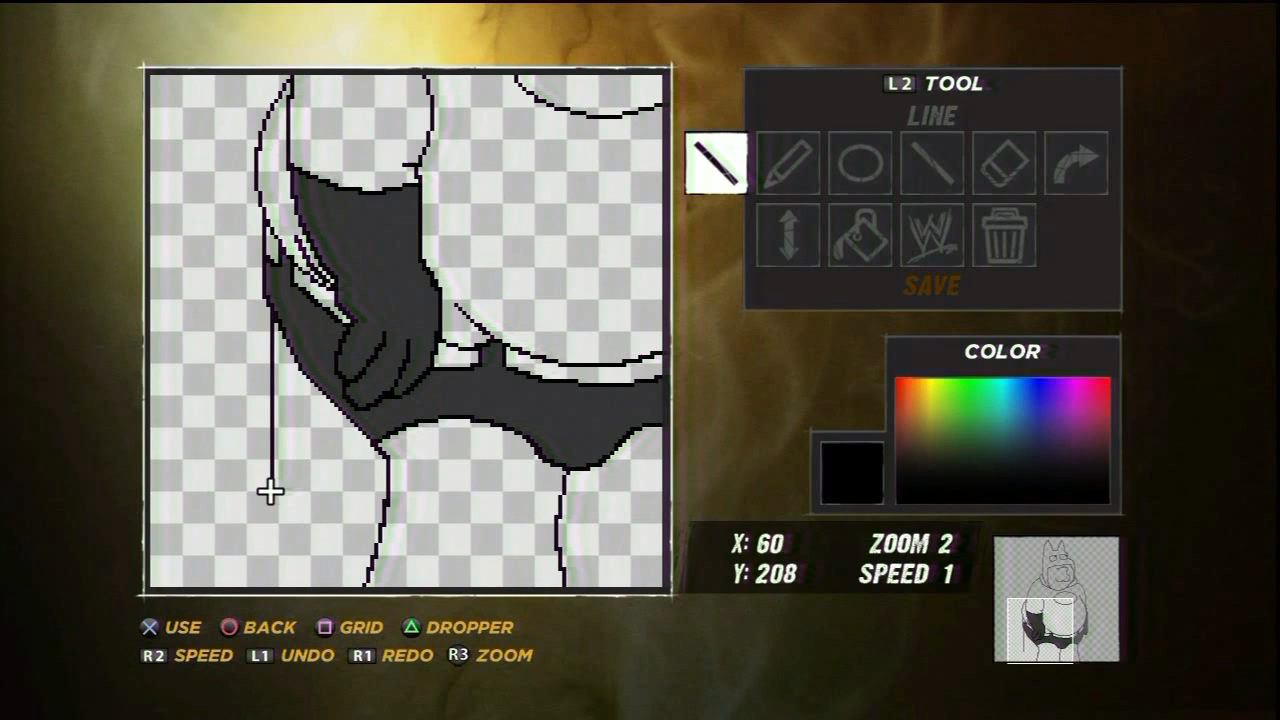 L2 TOOL
LINE
W
SAVE
COLOR
X: 60 ZOOM 2
Y: 208 SPEED 1
USE BACK GRID DROPPER
R2 SPEED L1 UNDO R1 REDO R3 ZOOM